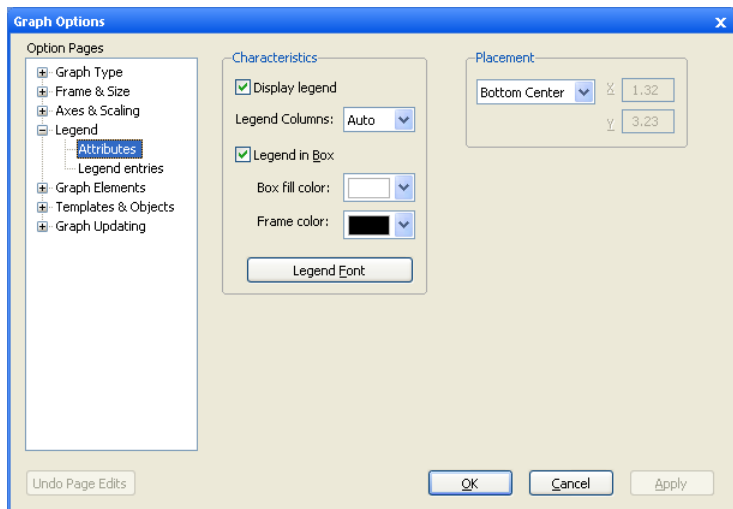 Graph Options
x
Option Pages
Graph Type
Frame & Size
Axes & Scaling
Legend
Attributes
Legend entries
Graph Elements
Templates & Objects
Graph Updating
Characteristics
Display legend
Legend Columns: Auto
Legend in Box
Box fill color:
Frame color:
Legend Font
Placement
Bottom Center X 1.32
Y 3.23
Undo Page Edits OK Cancel Apply